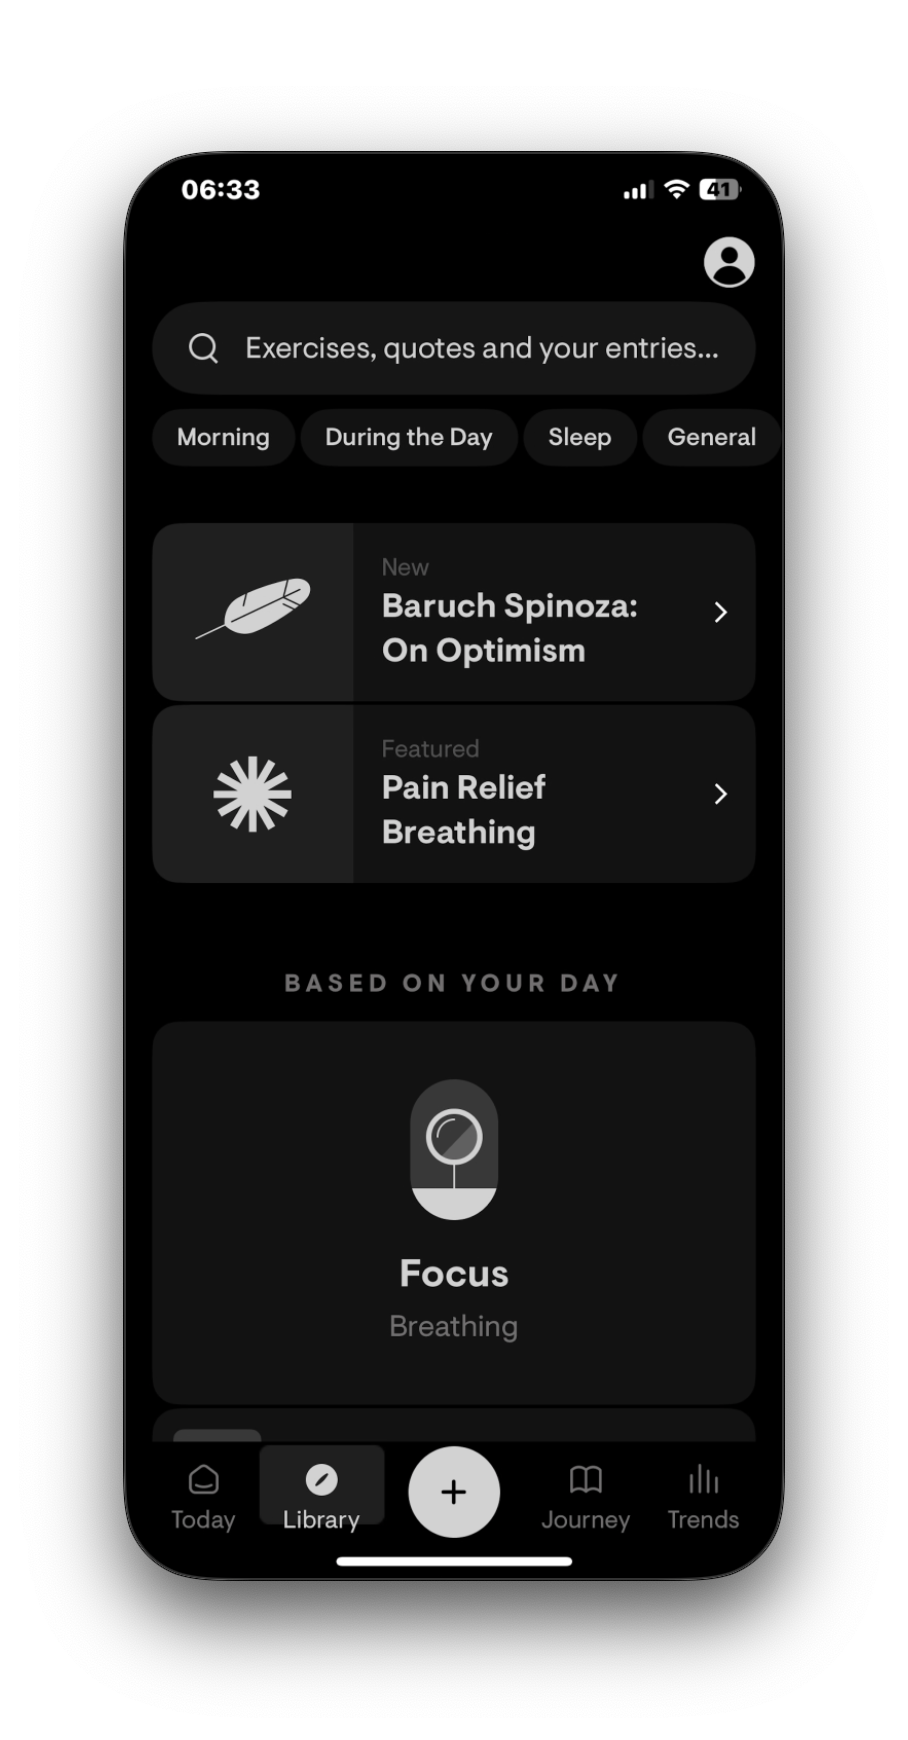 06:33
41
Exercises, quotes and your entries...
Morning
During the Day
Sleep
General
New
Baruch Spinoza:
On Optimism
Featured
Pain Relief
Breathing
BASED ON YOUR DAY
Focus
Breathing
Today
Library
Journey
Trends